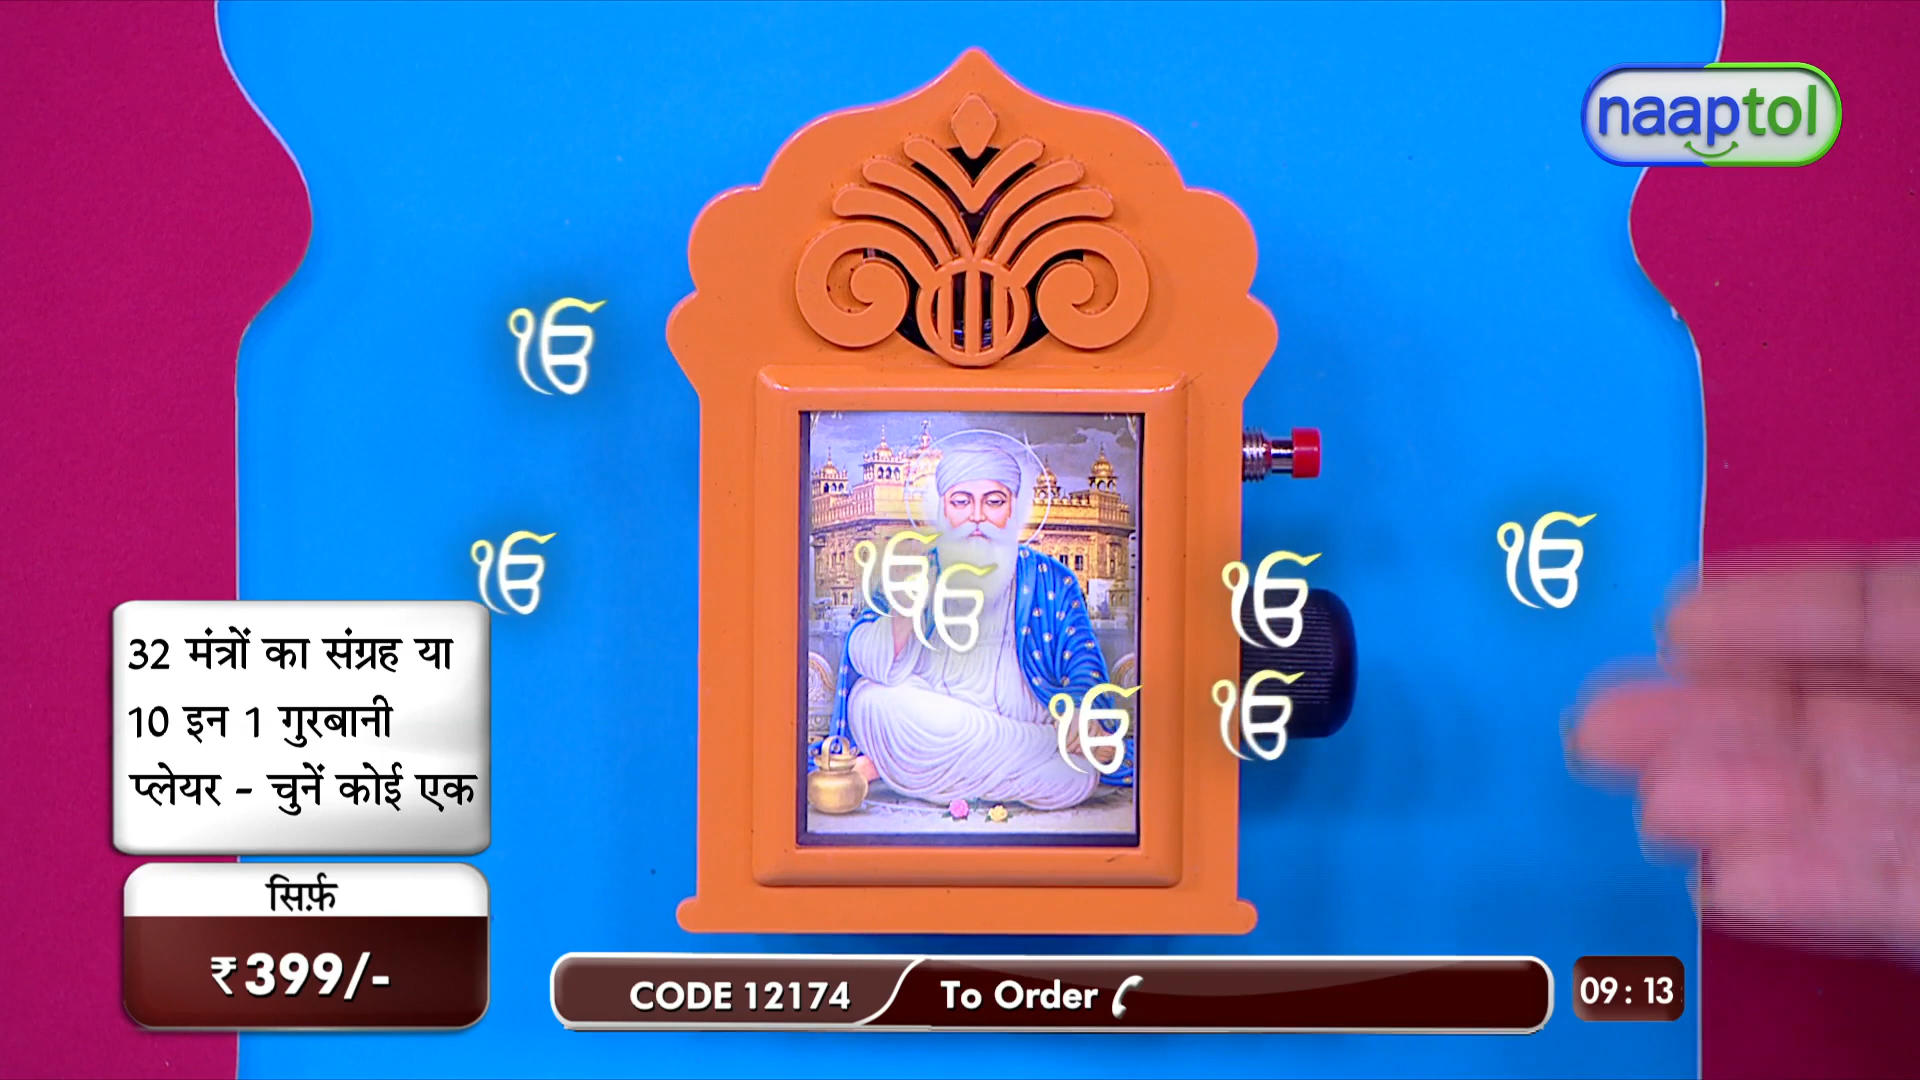 naaptol
ੴ
ੴ
ੴ
ੴ
ੴ
ੴ
ੴ
ੴ
32 मंत्रों का संग्रह या
10 इन 1 गुरबानी
प्लेयर - चुनें कोई एक
सिर्फ़
₹399/-
CODE 12174 To Order
09:13